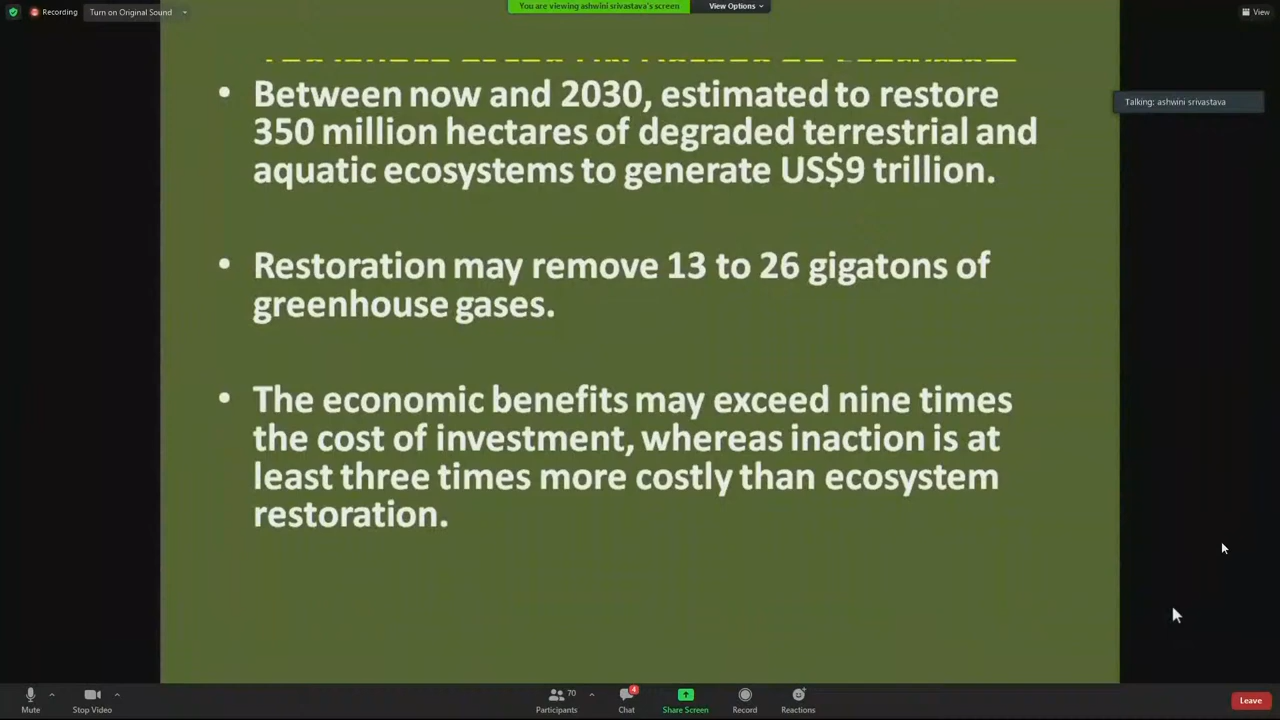 Recording
Turn on Original Sound
You are viewing ashwini srivastava's screen
View Options
View
Talking: ashwini srivastava
• Between now and 2030, estimated to restore
350 million hectares of degraded terrestrial and
aquatic ecosystems to generate US$9 trillion.
• Restoration may remove 13 to 26 gigatons of
greenhouse gases.
• The economic benefits may exceed nine times
the cost of investment, whereas inaction is at
least three times more costly than ecosystem
restoration.
Mute
Stop Video
70
Participants
4
Chat
Share Screen
Record
Reactions
Leave